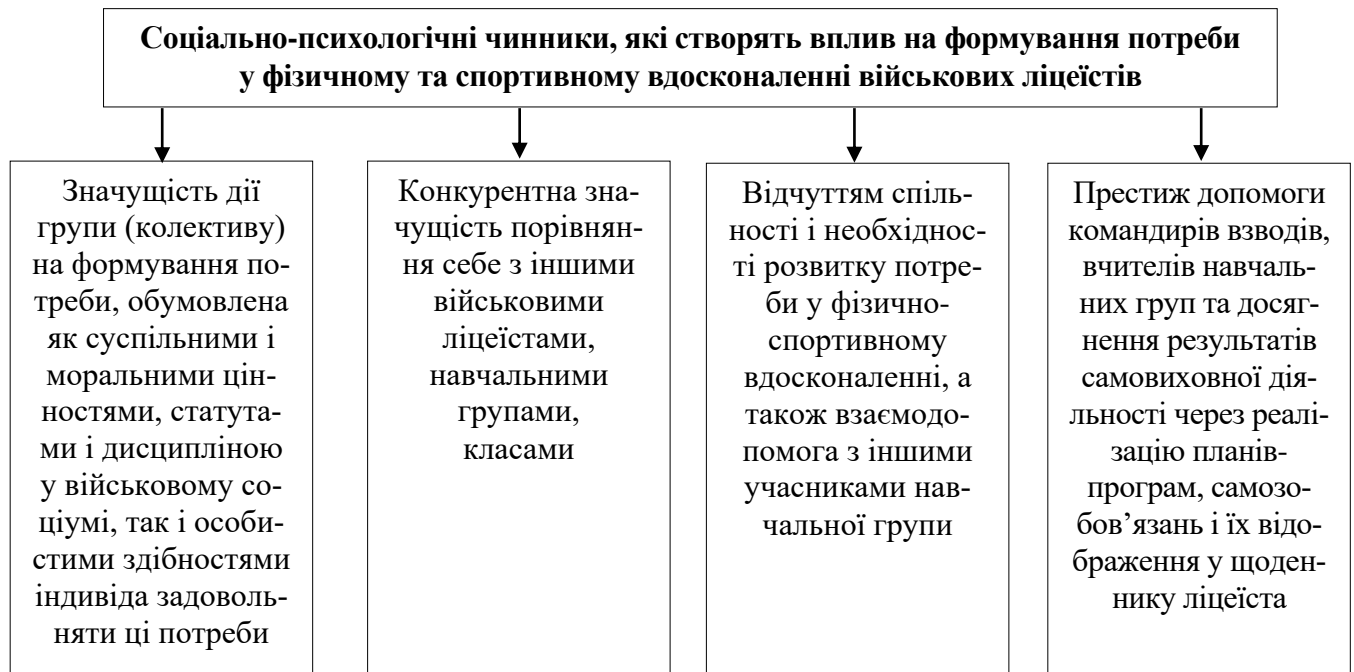 Соціально-психологічні чинники, які створять вплив на формування потреби
у фізичному та спортивному вдосконаленні військових ліцеїстів
Значущість дії
групи (колективу)
на формування по-
треби, обумовлена
як суспільними і
моральними цін-
ностями, статута-
ми і дисципліною
у військовому со-
ціумі, так і особи-
стими здібностями
індивіда задоволь-
няти ці потреби
Конкурентна зна-
чущість порівнян-
ня себе з іншими
військовими
ліцеїстами,
навчальними
групами,
класами
Відчуттям спіль-
ності і необхіднос-
ті розвитку потре-
би у фізично-
спортивному
вдосконаленні, а
також взаємодо-
помога з іншими
учасниками нав-
чальної групи
Престиж допомоги
командирів взводів,
вчителів навчаль-
них груп та досяг-
нення результатів
самовиховної дія-
льності через реалі-
зацію планів-
програм, самозо-
бов’язань і їх відо-
браження у щоден-
нику ліцеїста